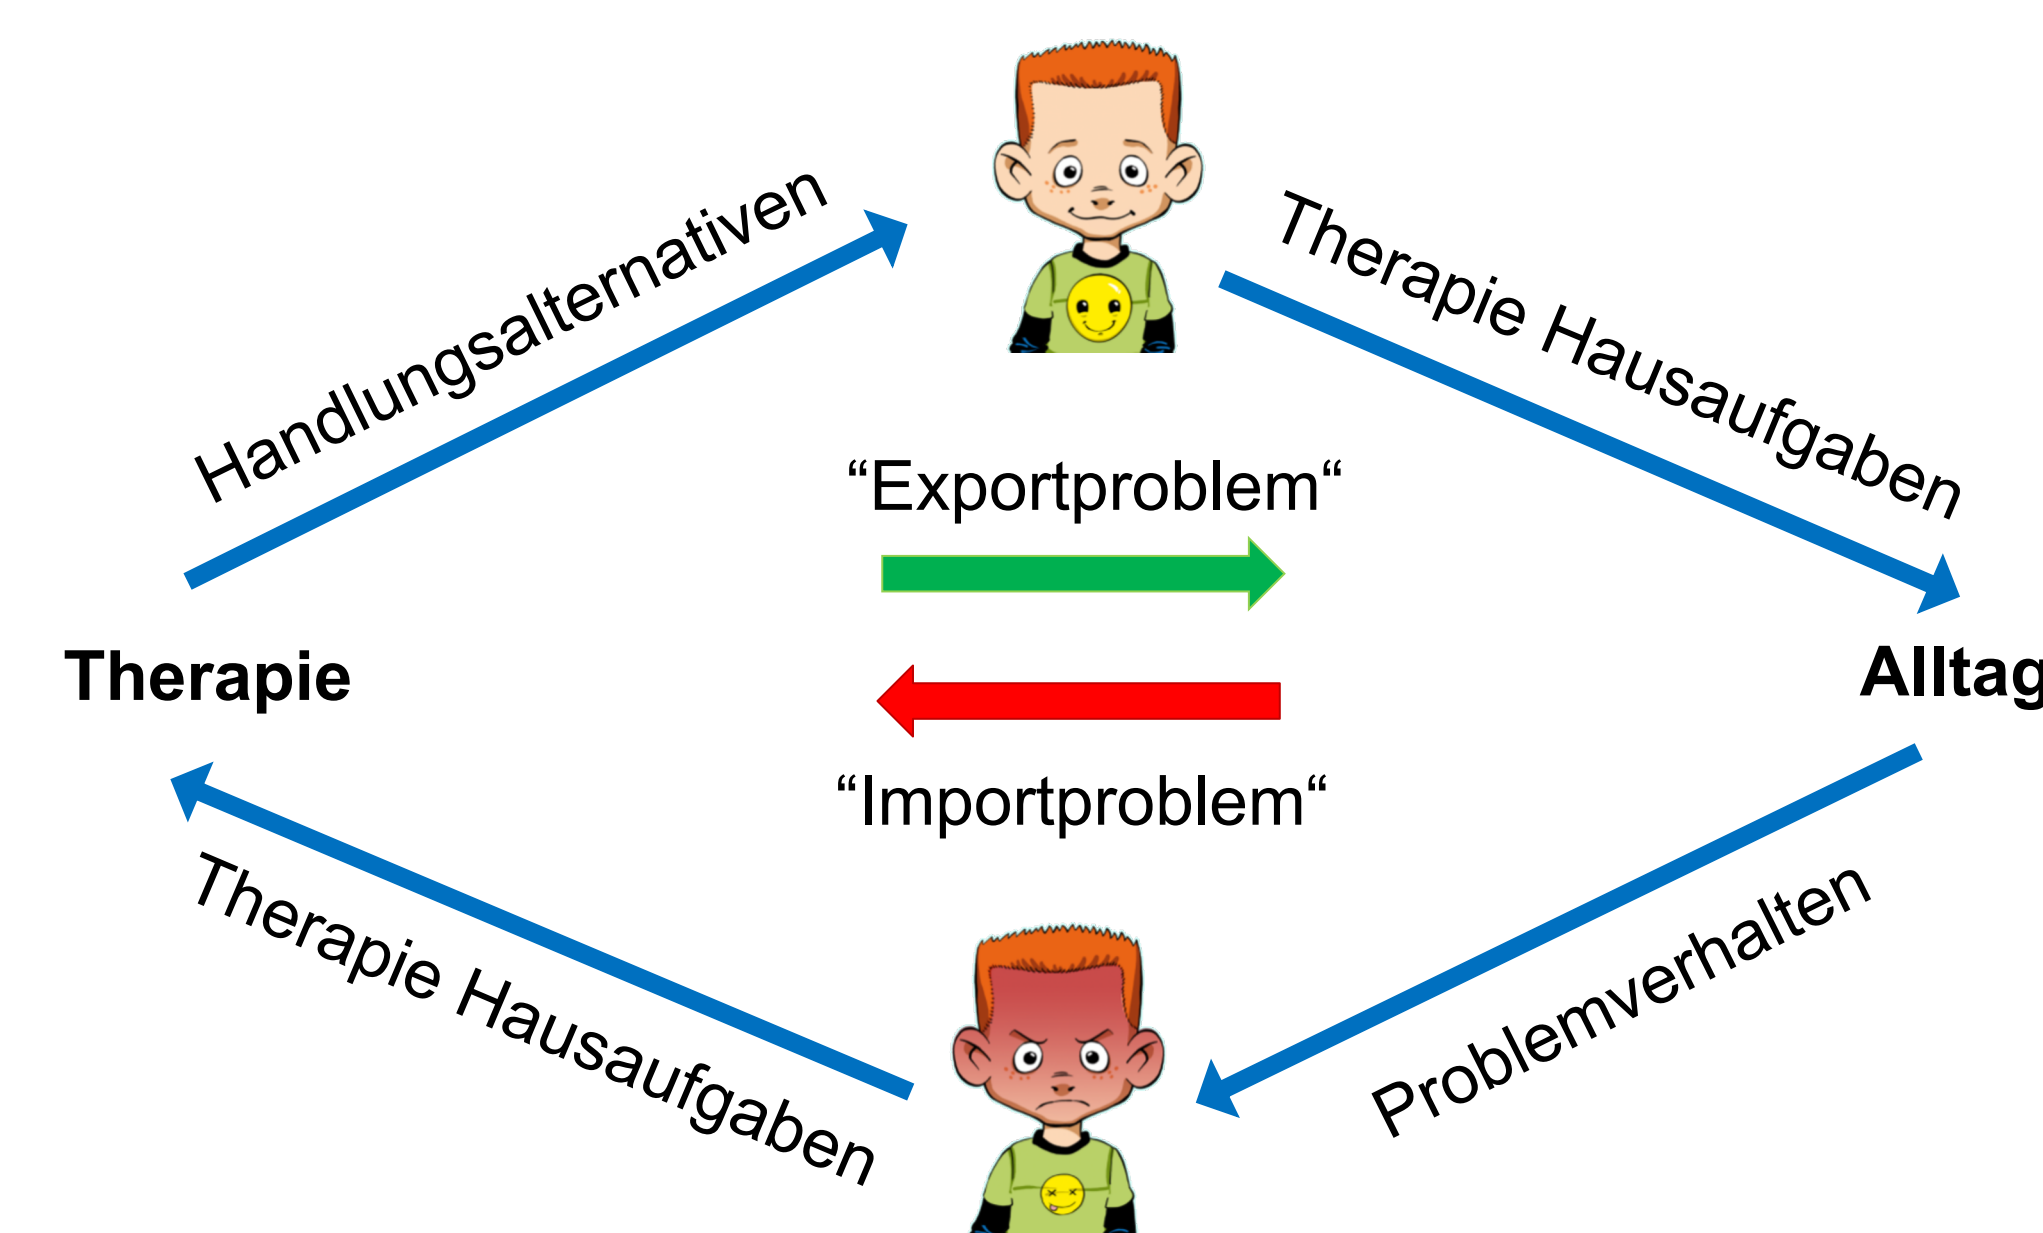 Handlungsalternativen
Therapie Hausaufgaben
“Exportproblem“
Therapie
Alltag
“Importproblem“
Therapie Hausaufgaben
Problemverhalten